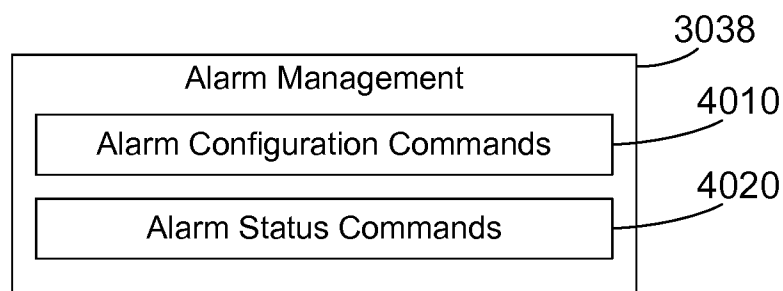 3038
Alarm Management
4010
Alarm Configuration Commands
4020
Alarm Status Commands